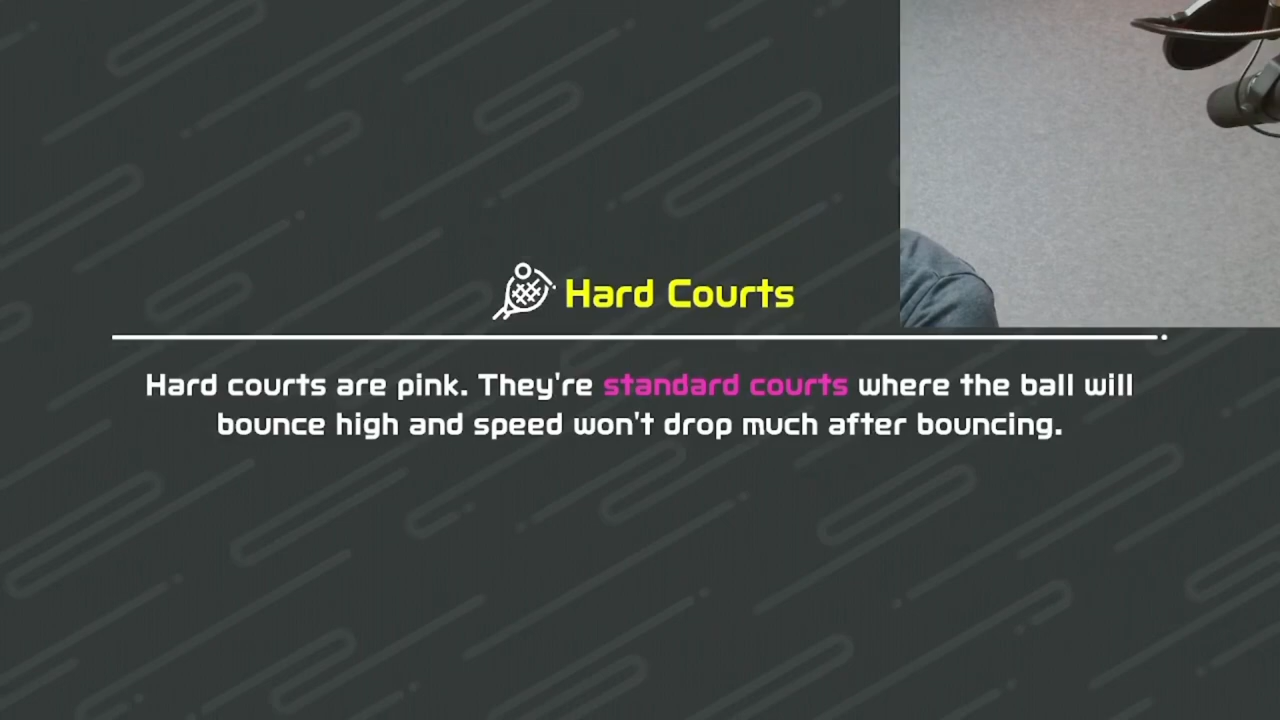 Hard Courts
Hard courts are pink. They're standard courts where the ball will
bounce high and speed won't drop much after bouncing.